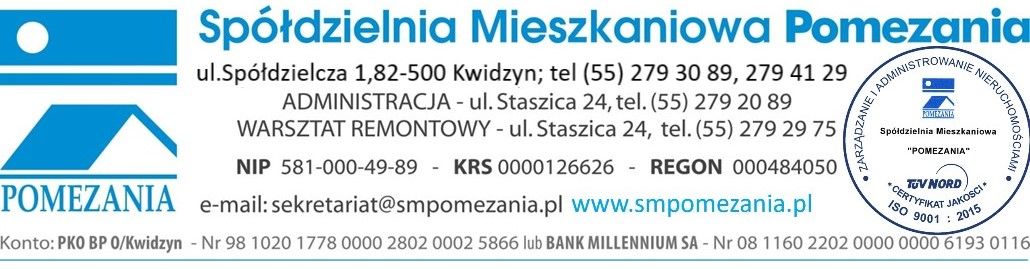 Spółdzielnia Mieszkaniowa Pomezania
ul.Spółdzielcza 1,82-500 Kwidzyn; tel (55) 279 30 89, 279 41 29
ADMINISTRACJA - ul. Staszica 24, tel. (55) 279 20 89
WARSZTAT REMONTOWY - ul. Staszica 24, tel. (55) 279 29 75
NIP 581-000-49-89 - KRS 0000126626 - REGON 000484050
POMEZANIA
e-mail: sekretariat@smpomezania.pl www.smpomezania.pl
• ZARZĄDZANIE I ADMINISTROWANIE NIERUCHOMOŚCIAMI •
POMEZANIA
Spółdzielnia Mieszkaniowa
"POMEZANIA"
TÜV NORD
• CERTYFIKAT JAKOŚCI •
ISO 9001 : 2015
Konto: PKO BP O/Kwidzyn - Nr 98 1020 1778 0000 2802 0002 5866 lub BANK MILLENNIUM SA - Nr 08 1160 2202 0000 0000 6193 0116